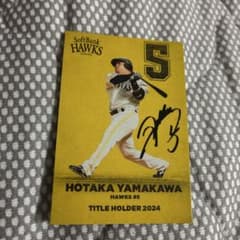 SoftBank
HAWKS
5
HOTAKA YAMAKAWA
HAWKS #5
TITLE HOLDER 2024